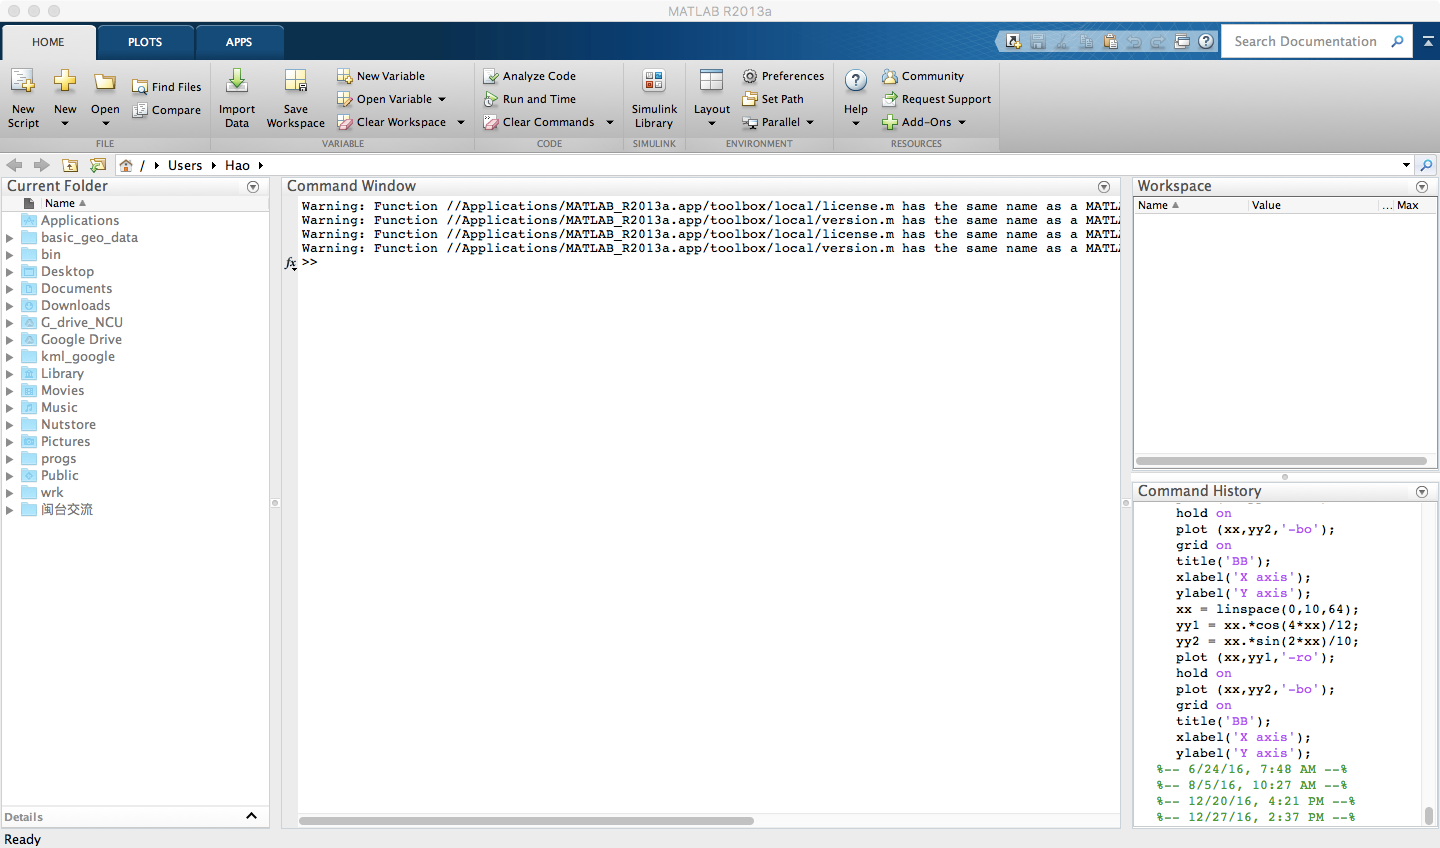 MATLAB R2013a
HOME
PLOTS
APPS
Search Documentation
New Script
New
Open
Find Files
Compare
Import Data
Save Workspace
New Variable
Open Variable
Clear Workspace
Analyze Code
Run and Time
Clear Commands
Simulink Library
Layout
Preferences
Set Path
Parallel
Help
Community
Request Support
Add-Ons
FILE
VARIABLE
CODE
SIMULINK
ENVIRONMENT
RESOURCES
/ Users Hao
Current Folder
Name
Applications
basic_geo_data
bin
Desktop
Documents
Downloads
G_drive_NCU
Google Drive
kml_google
Library
Movies
Music
Nutstore
Pictures
progs
Public
wrk
闽台交流
Details
Ready
Command Window
Warning: Function //Applications/MATLAB_R2013a.app/toolbox/local/license.m has the same name as a MATLA
Warning: Function //Applications/MATLAB_R2013a.app/toolbox/local/version.m has the same name as a MATLA
Warning: Function //Applications/MATLAB_R2013a.app/toolbox/local/license.m has the same name as a MATLA
Warning: Function //Applications/MATLAB_R2013a.app/toolbox/local/version.m has the same name as a MATLA
fx >>
Workspace
Name Value ... Max
Command History
hold on
plot (xx,yy2,'-bo');
grid on
title('BB');
xlabel('X axis');
ylabel('Y axis');
xx = linspace(0,10,64);
yy1 = xx.*cos(4*xx)/12;
yy2 = xx.*sin(2*xx)/10;
plot (xx,yy1,'-ro');
hold on
plot (xx,yy2,'-bo');
grid on
title('BB');
xlabel('X axis');
ylabel('Y axis');
%-- 6/24/16, 7:48 AM --%
%-- 8/5/16, 10:27 AM --%
%-- 12/20/16, 4:21 PM --%
%-- 12/27/16, 2:37 PM --%